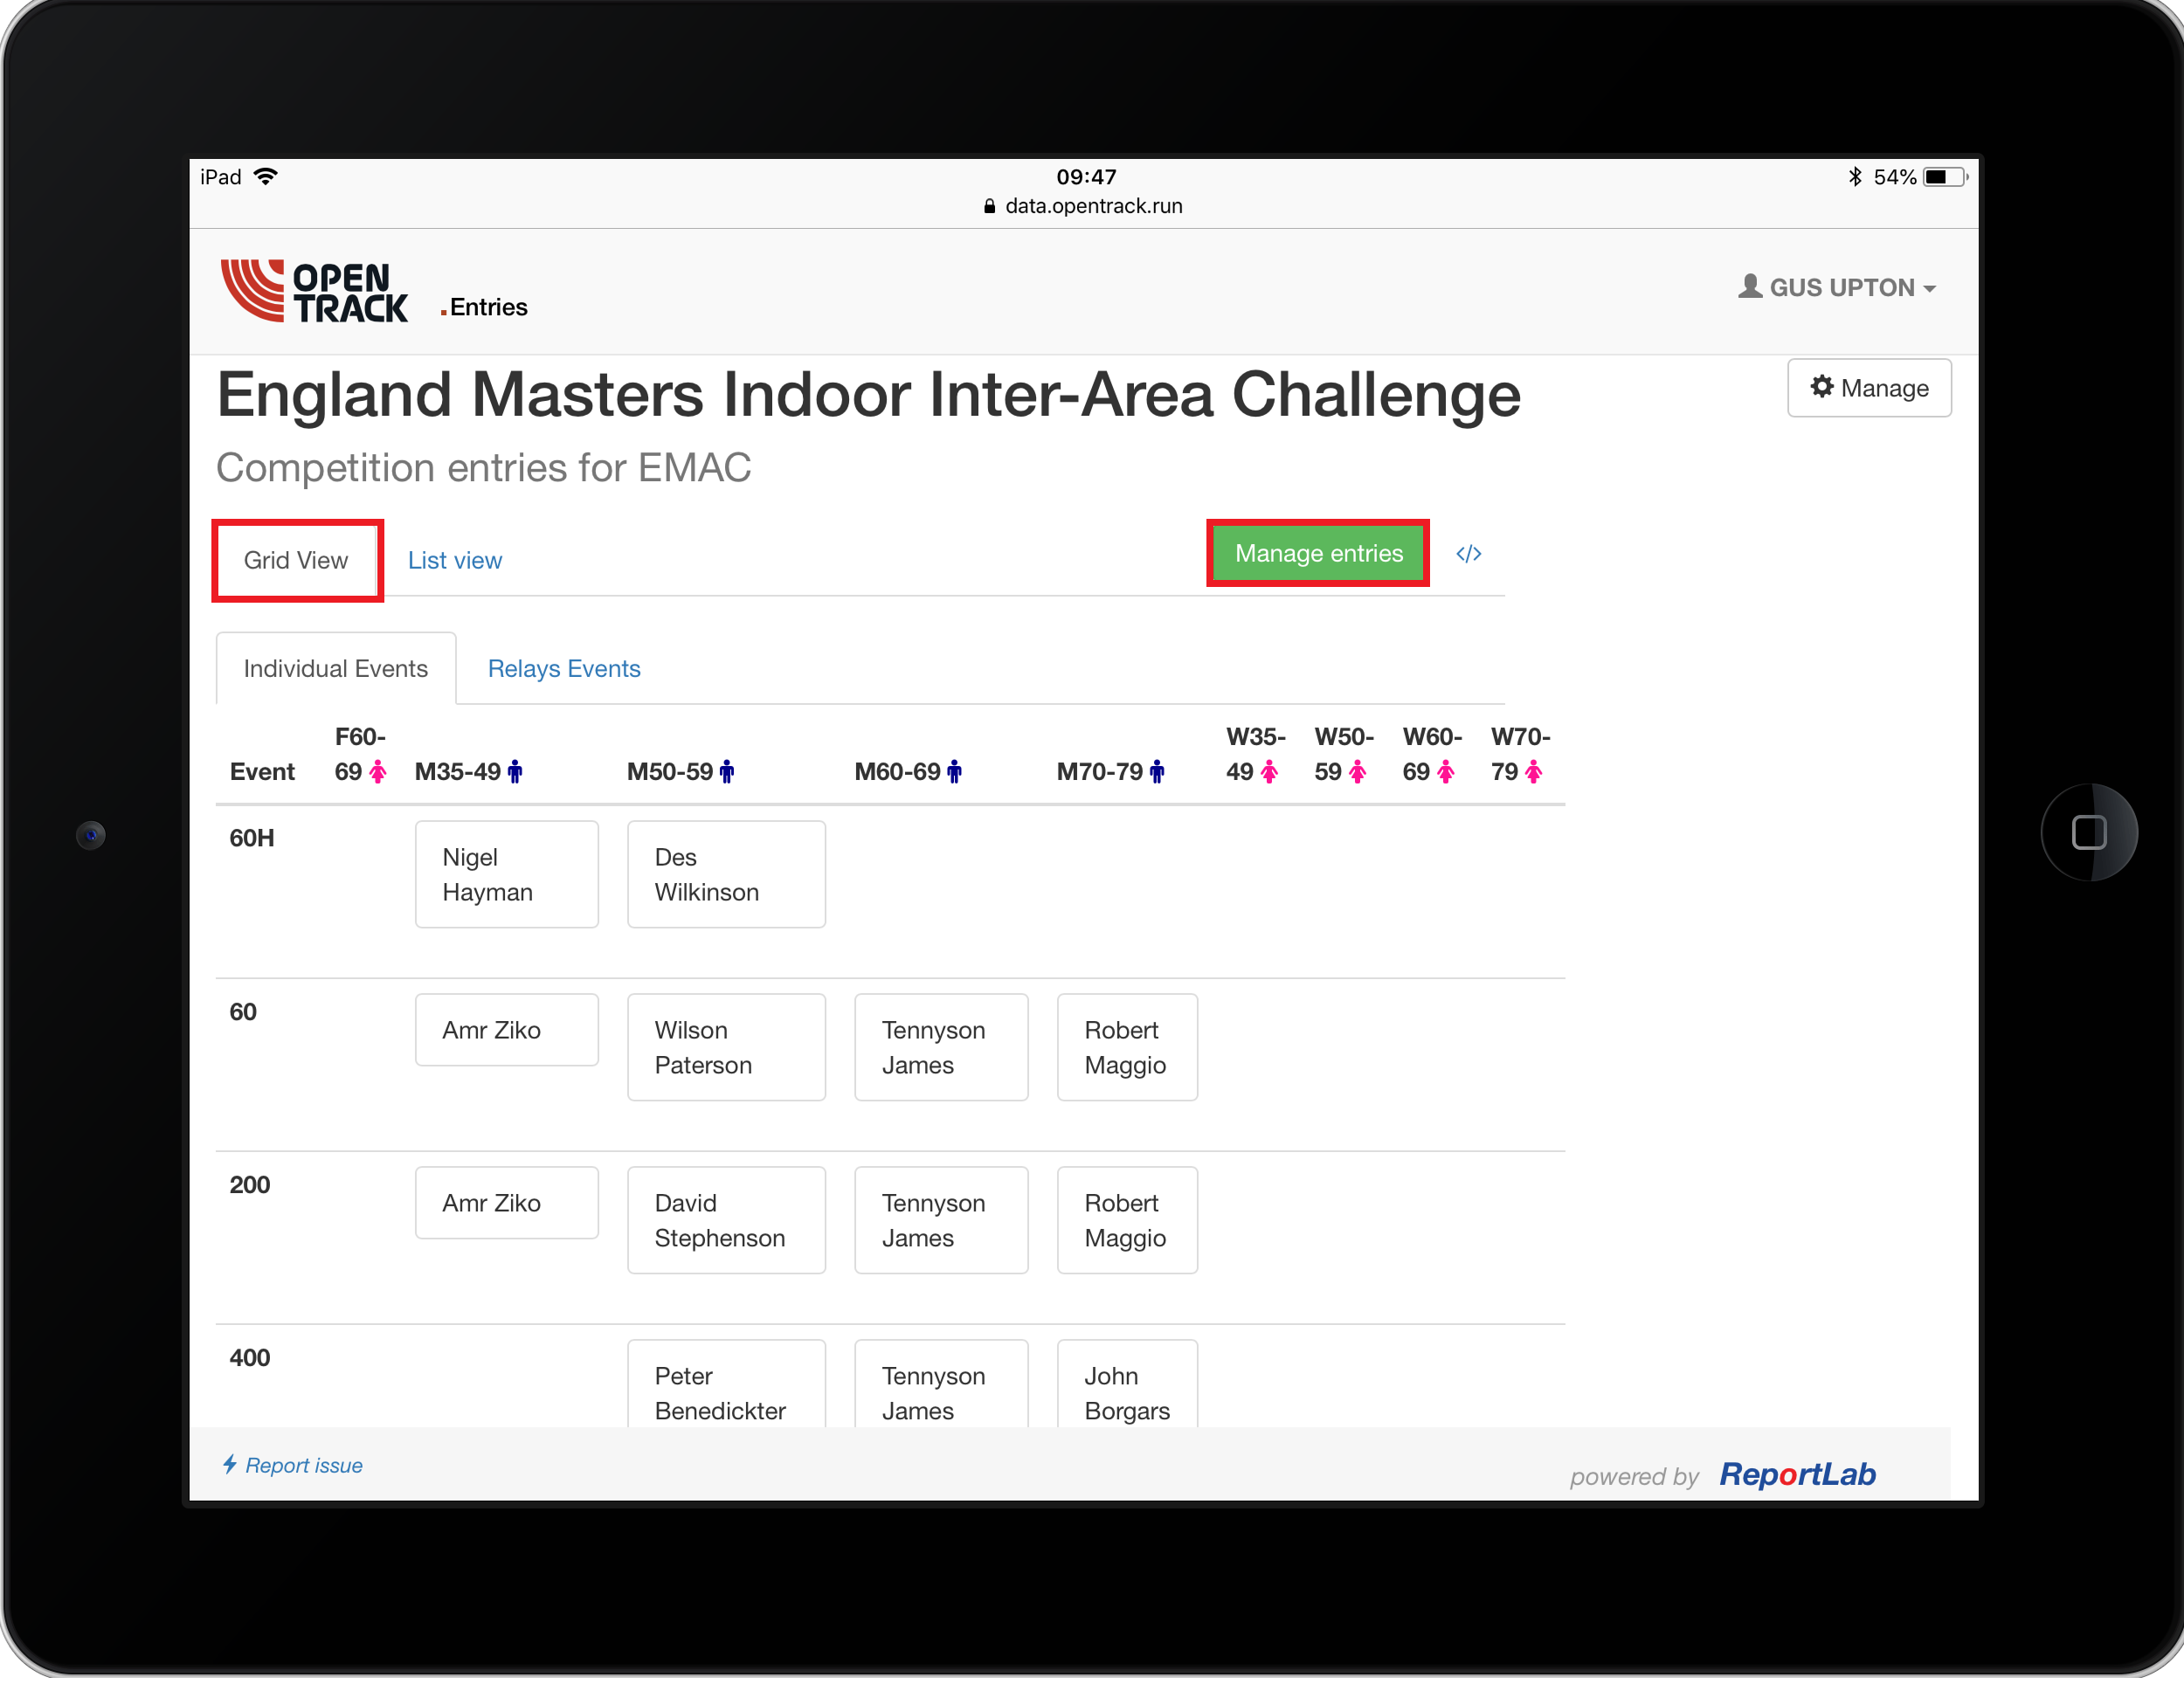 iPad 09:47 54%
data.opentrack.run
OPEN
TRACK .Entries
GUS UPTON
England Masters Indoor Inter-Area Challenge
Manage
Competition entries for EMAC
Grid View List view Manage entries </>
Individual Events Relays Events
F60- W35- W50- W60- W70-
Event 69 M35-49 M50-59 M60-69 M70-79 49 59 69 79
60H
Nigel Des
Hayman Wilkinson
60
Amr Ziko Wilson Tennyson Robert
Paterson James Maggio
200
Amr Ziko David Tennyson Robert
Stephenson James Maggio
400
Peter Tennyson John
Benedickter James Borgars
Report issue
powered by ReportLab